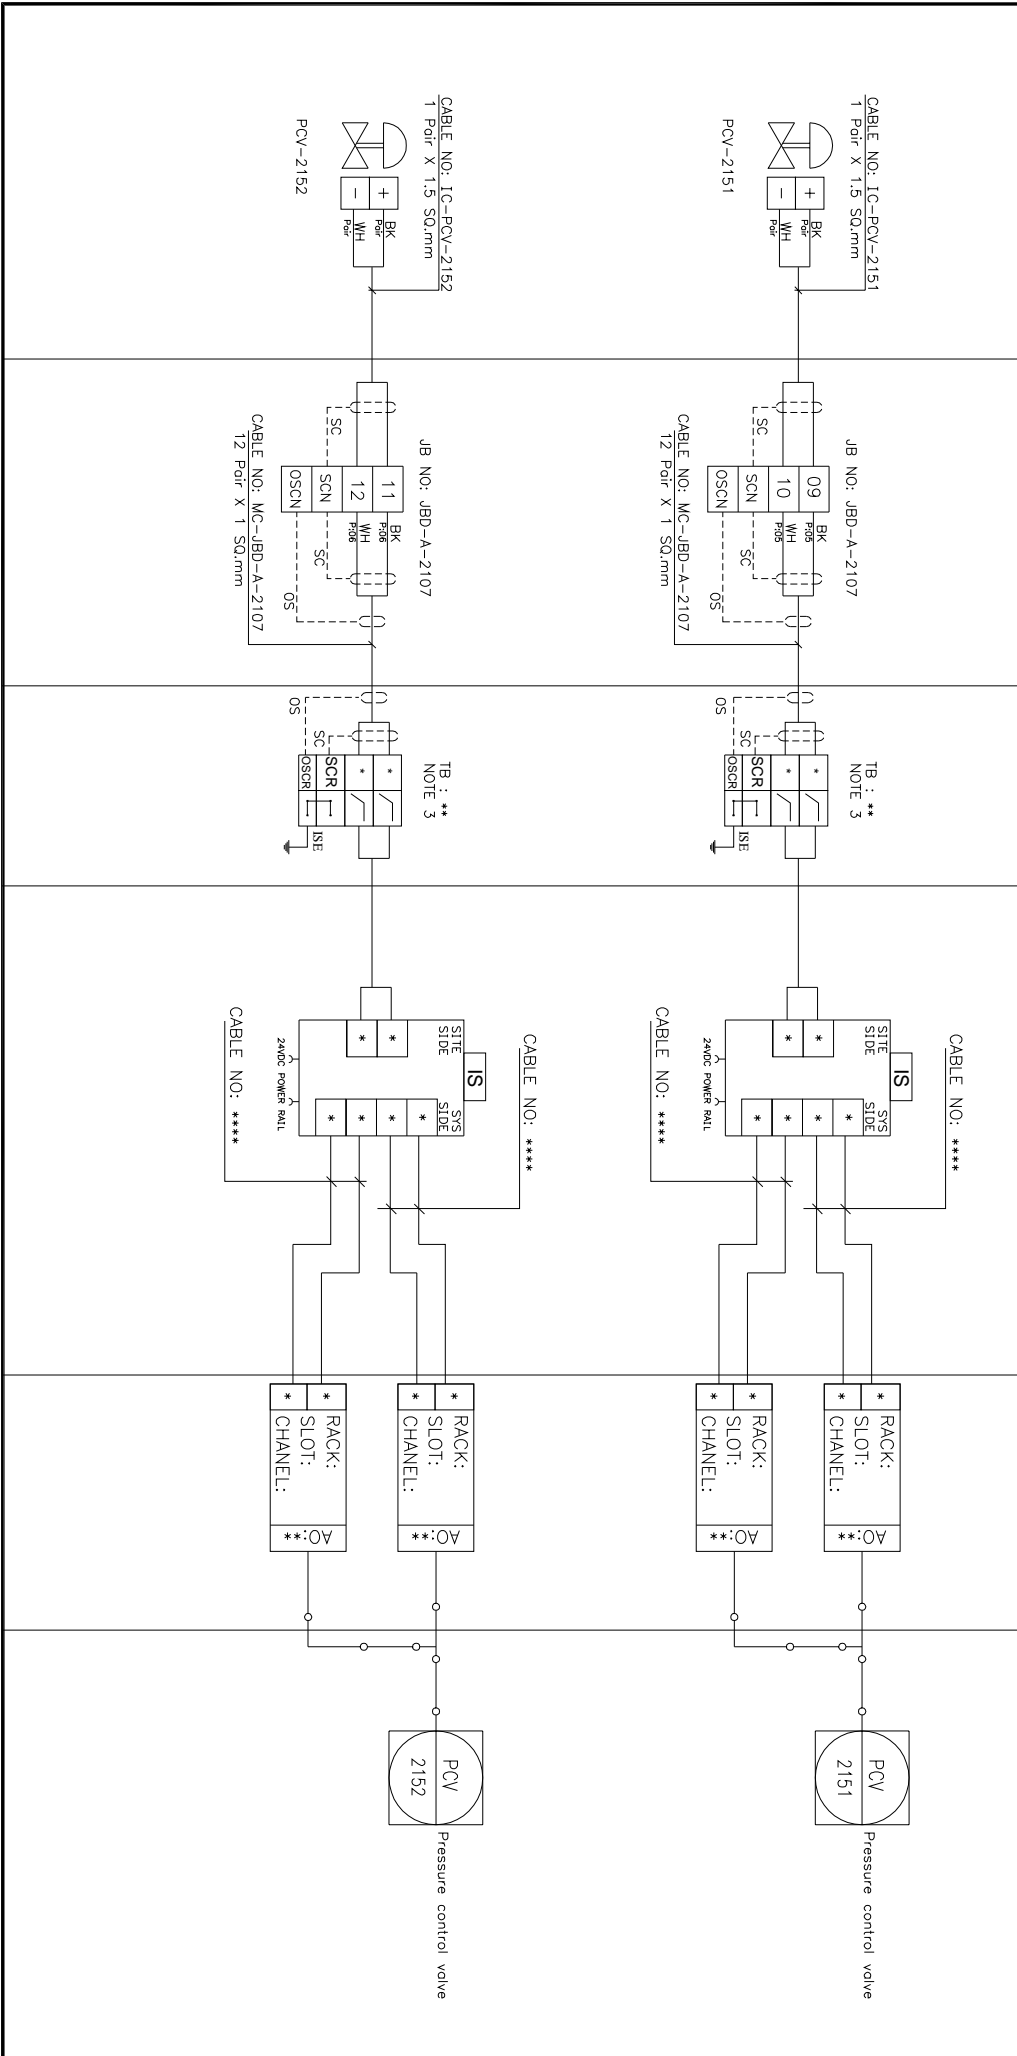 CABLE NO: IC-PCV-2151
1 Pair X 1.5 SQ.mm
+
-
BK
Pair
WH
Pair
PCV-2151
JB NO: JBD-A-2107
09
10
SCN
OSCN
BK
P:05
WH
P:05
SC
SC
OS
CABLE NO: MC-JBD-A-2107
12 Pair X 1 SQ.mm
TB : **
NOTE 3
*
*
SCR
OSCR
SC
OS
ISE
CABLE NO: ****
IS
SITE
SIDE
SYS
SIDE
*
*
*
*
*
*
24VDC POWER RAIL
CABLE NO: ****
*
*
RACK:
SLOT:
CHANEL:
AO:
**
*
*
RACK:
SLOT:
CHANEL:
AO:
**
PCV
2151
Pressure control valve
CABLE NO: IC-PCV-2152
1 Pair X 1.5 SQ.mm
+
-
BK
Pair
WH
Pair
PCV-2152
JB NO: JBD-A-2107
11
12
SCN
OSCN
BK
P:06
WH
P:06
SC
SC
OS
CABLE NO: MC-JBD-A-2107
12 Pair X 1 SQ.mm
TB : **
NOTE 3
*
*
SCR
OSCR
SC
OS
ISE
CABLE NO: ****
IS
SITE
SIDE
SYS
SIDE
*
*
*
*
*
*
24VDC POWER RAIL
CABLE NO: ****
*
*
RACK:
SLOT:
CHANEL:
AO:
**
*
*
RACK:
SLOT:
CHANEL:
AO:
**
PCV
2152
Pressure control valve